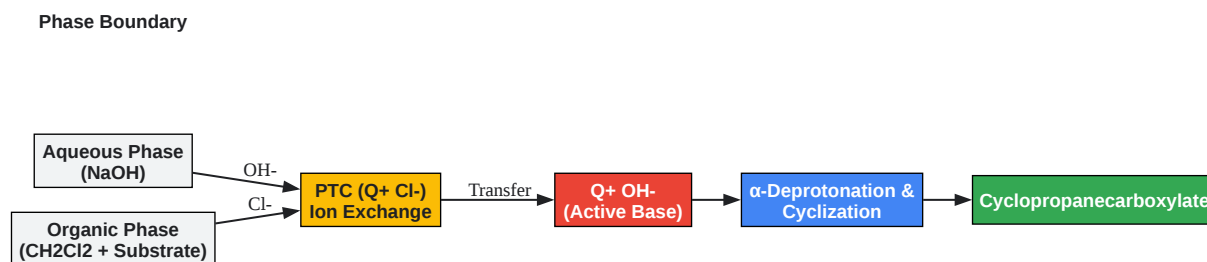 Phase Boundary
Aqueous Phase
(NaOH)
OH-
Cl-
Organic Phase
(CH2Cl2 + Substrate)
PTC (Q+ Cl-)
Ion Exchange
Transfer
Q+ OH-
(Active Base)
α-Deprotonation &
Cyclization
Cyclopropanecarboxylate